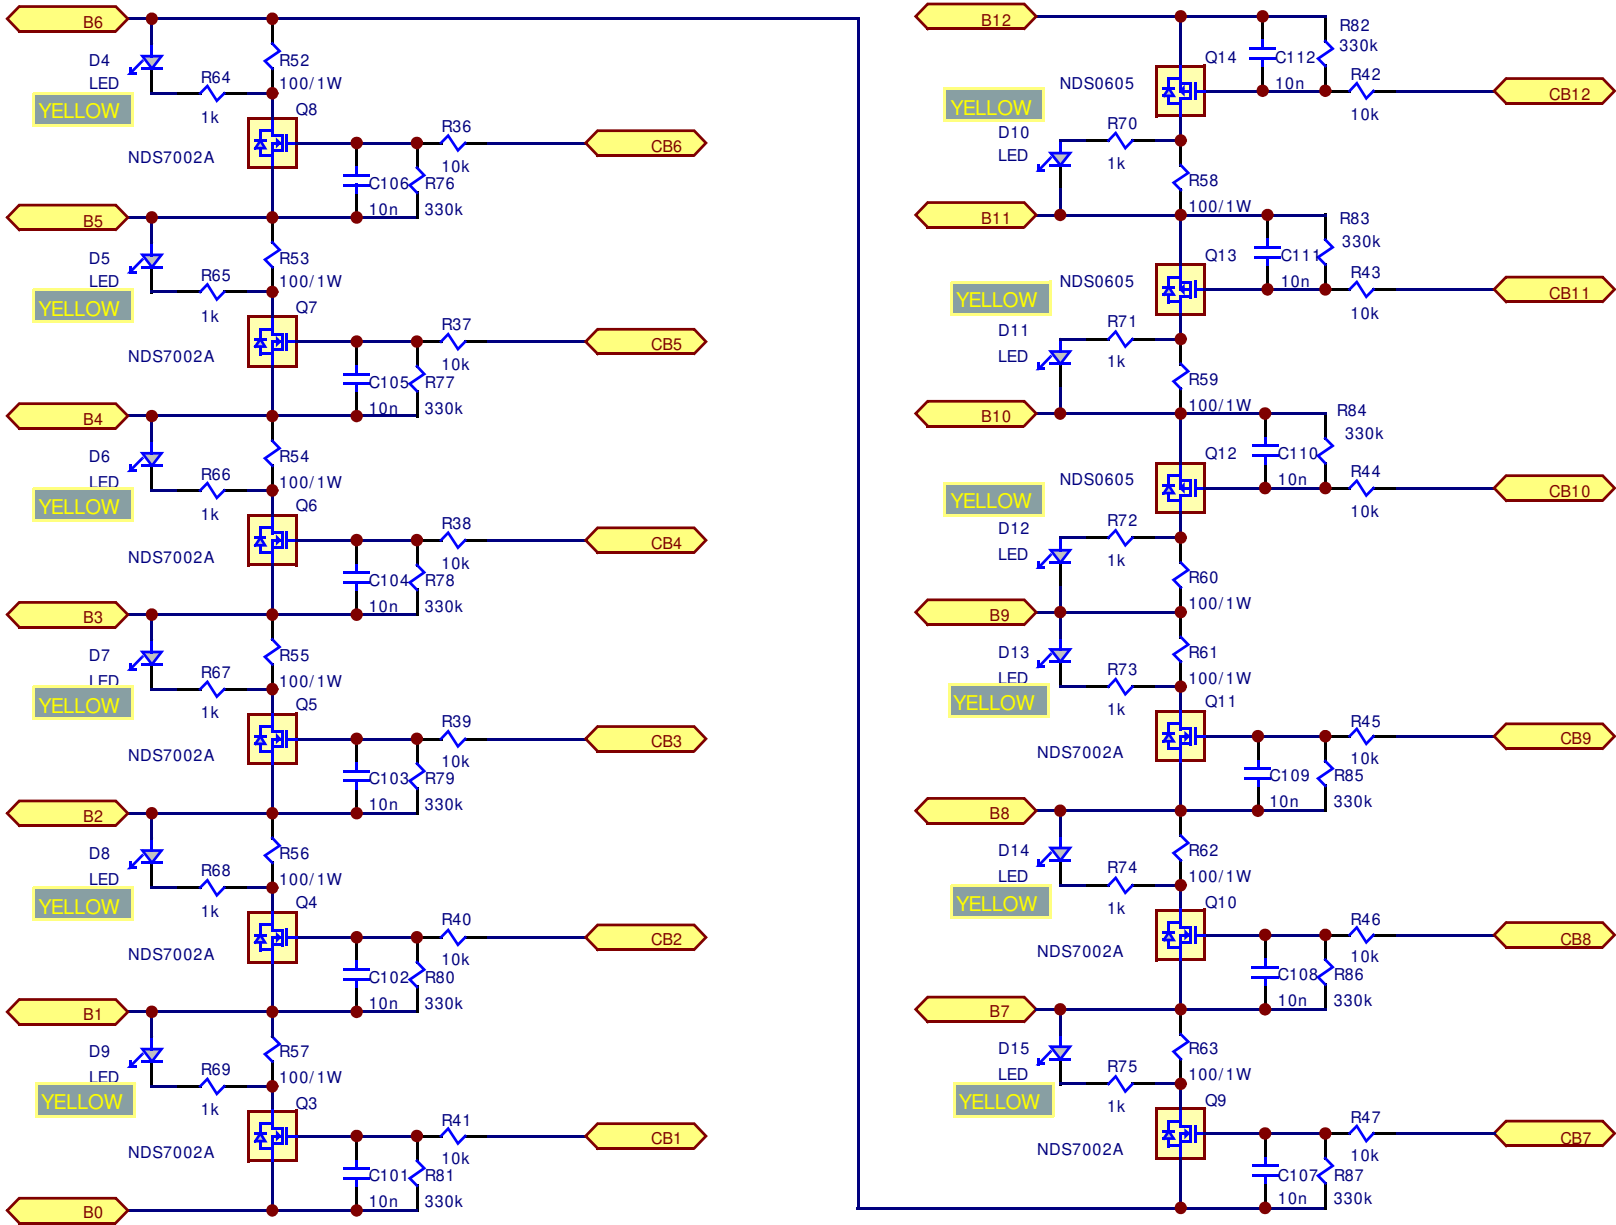 B6
D4
LED
YELLOW
R64
1k
R52
100/1W
Q8
NDS7002A
R36
10k
C106
10n
R76
330k
CB6
B5
D5
LED
YELLOW
R65
1k
R53
100/1W
Q7
NDS7002A
R37
10k
C105
10n
R77
330k
CB5
B4
D6
LED
YELLOW
R66
1k
R54
100/1W
Q6
NDS7002A
R38
10k
C104
10n
R78
330k
CB4
B3
D7
LED
YELLOW
R67
1k
R55
100/1W
Q5
NDS7002A
R39
10k
C103
10n
R79
330k
CB3
B2
D8
LED
YELLOW
R68
1k
R56
100/1W
Q4
NDS7002A
R40
10k
C102
10n
R80
330k
CB2
B1
D9
LED
YELLOW
R69
1k
R57
100/1W
Q3
NDS7002A
R41
10k
C101
10n
R81
330k
CB1
B0
B12
Q14
NDS0605
C112
10n
R82
330k
R42
10k
CB12
YELLOW
D10
LED
R70
1k
R58
100/1W
B11
Q13
NDS0605
C111
10n
R83
330k
R43
10k
CB11
YELLOW
D11
LED
R71
1k
R59
100/1W
B10
Q12
NDS0605
C110
10n
R84
330k
R44
10k
CB10
YELLOW
D12
LED
R72
1k
R60
100/1W
B9
D13
LED
YELLOW
R73
1k
R61
100/1W
Q11
NDS7002A
R45
10k
C109
10n
R85
330k
CB9
B8
D14
LED
YELLOW
R74
1k
R62
100/1W
Q10
NDS7002A
R46
10k
C108
10n
R86
330k
CB8
B7
D15
LED
YELLOW
R75
1k
R63
100/1W
Q9
NDS7002A
R47
10k
C107
10n
R87
330k
CB7